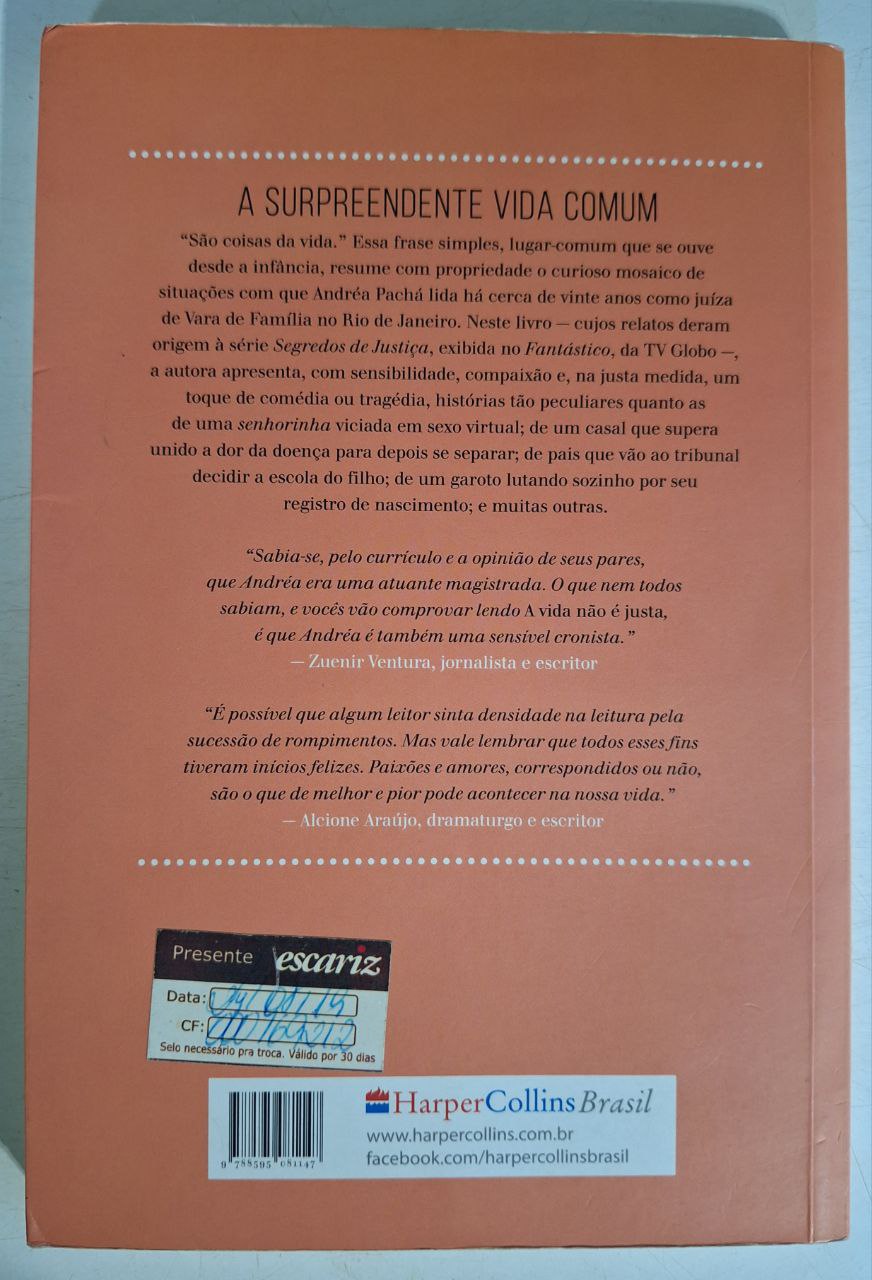 A SURPREENDENTE VIDA COMUM
“São coisas da vida.” Essa frase simples, lugar-comum que se ouve
desde a infância, resume com propriedade o curioso mosaico de
situações com que Andréa Pachá lida há cerca de vinte anos como juíza
de Vara de Família no Rio de Janeiro. Neste livro — cujos relatos deram
origem à série Segredos de Justiça, exibida no Fantástico, da TV Globo —,
a autora apresenta, com sensibilidade, compaixão e, na justa medida, um
toque de comédia ou tragédia, histórias tão peculiares quanto as
de uma senhorinha viciada em sexo virtual; de um casal que supera
unido a dor da doença para depois se separar; de pais que vão ao tribunal
decidir a escola do filho; de um garoto lutando sozinho por seu
registro de nascimento; e muitas outras.
“Sabia-se, pelo currículo e a opinião de seus pares,
que Andréa era uma atuante magistrada. O que nem todos
sabiam, e vocês vão comprovar lendo A vida não é justa,
é que Andréa é também uma sensível cronista.”
— Zuenir Ventura, jornalista e escritor
“É possível que algum leitor sinta densidade na leitura pela
sucessão de rompimentos. Mas vale lembrar que todos esses fins
tiveram inícios felizes. Paixões e amores, correspondidos ou não,
são o que de melhor e pior pode acontecer na nossa vida.”
— Alcione Araújo, dramaturgo e escritor
Presente escariz
Data:
CF:
Selo necessário pra troca. Válido por 30 dias
HarperCollins Brasil
www.harpercollins.com.br
facebook.com/harpercollinsbrasil
9 788595 081147